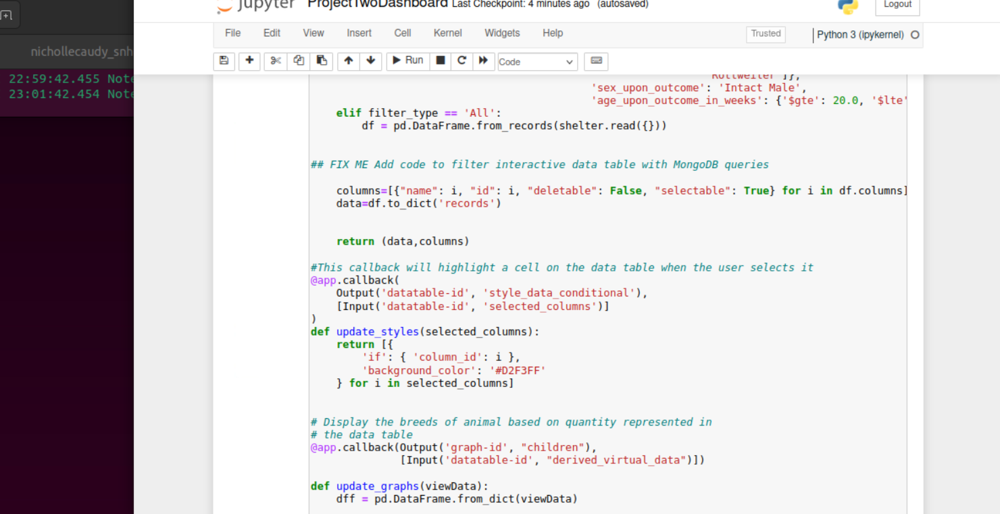 jupyter ProjectTwoDashboard Last Checkpoint: 4 minutes ago (autosaved)
Logout
File Edit View Insert Cell Kernel Widgets Help
Trusted
Python 3 (ipykernel)
Run
Code
nichollecaudy_snh
22:59:42.455 Note
23:01:42.454 Note
Rottweiler']},
'sex_upon_outcome': 'Intact Male',
'age_upon_outcome_in_weeks': {'$gte': 20.0, '$lte'
elif filter_type == 'All':
df = pd.DataFrame.from_records(shelter.read({}))
## FIX ME Add code to filter interactive data table with MongoDB queries
columns=[{"name": i, "id": i, "deletable": False, "selectable": True} for i in df.columns]
data=df.to_dict('records')
return (data,columns)
#This callback will highlight a cell on the data table when the user selects it
@app.callback(
Output('datatable-id', 'style_data_conditional'),
[Input('datatable-id', 'selected_columns')]
)
def update_styles(selected_columns):
return [{
'if': { 'column_id': i },
'background_color': '#D2F3FF'
} for i in selected_columns]
# Display the breeds of animal based on quantity represented in
# the data table
@app.callback(Output('graph-id', "children"),
[Input('datatable-id', "derived_virtual_data")])
def update_graphs(viewData):
dff = pd.DataFrame.from_dict(viewData)